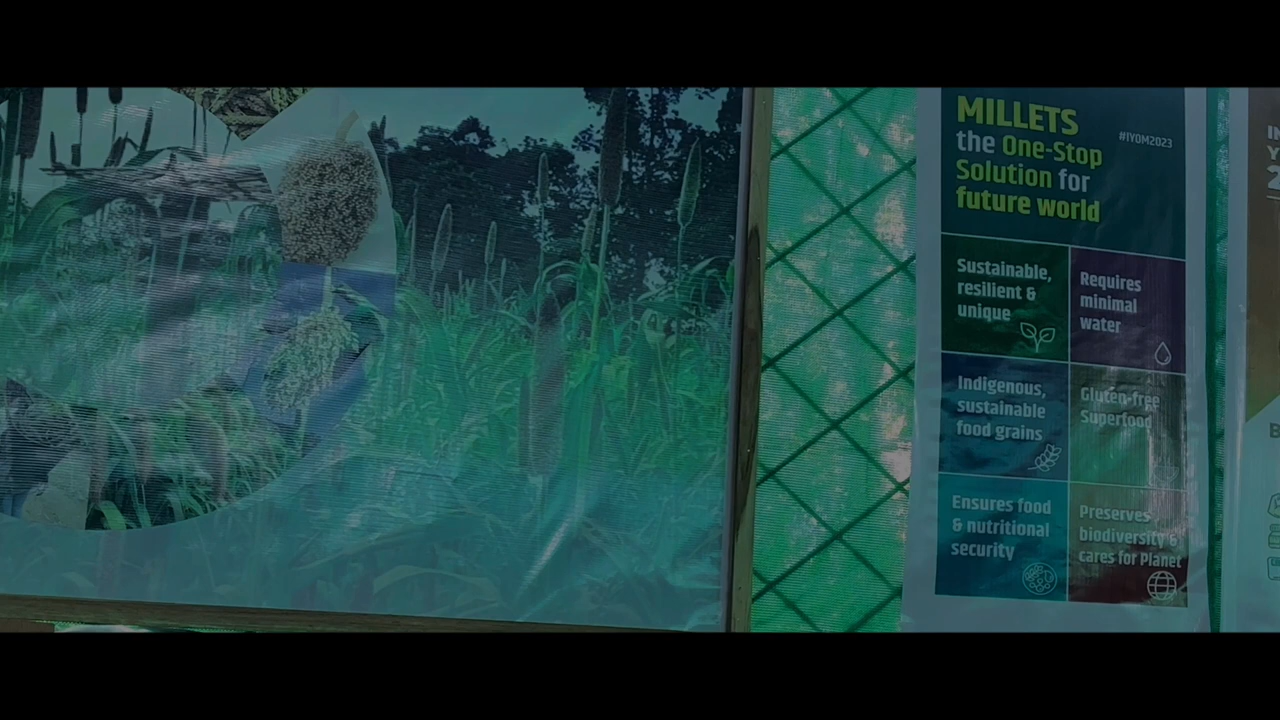 MILLETS
the One-Stop
Solution for
future world
#IYOM2023
Sustainable,
resilient &
unique
Requires
minimal
water
Indigenous,
sustainable
food grains
Gluten-free
Superfood
Ensures food
& nutritional
security
Preserves
biodiversity &
cares for Planet